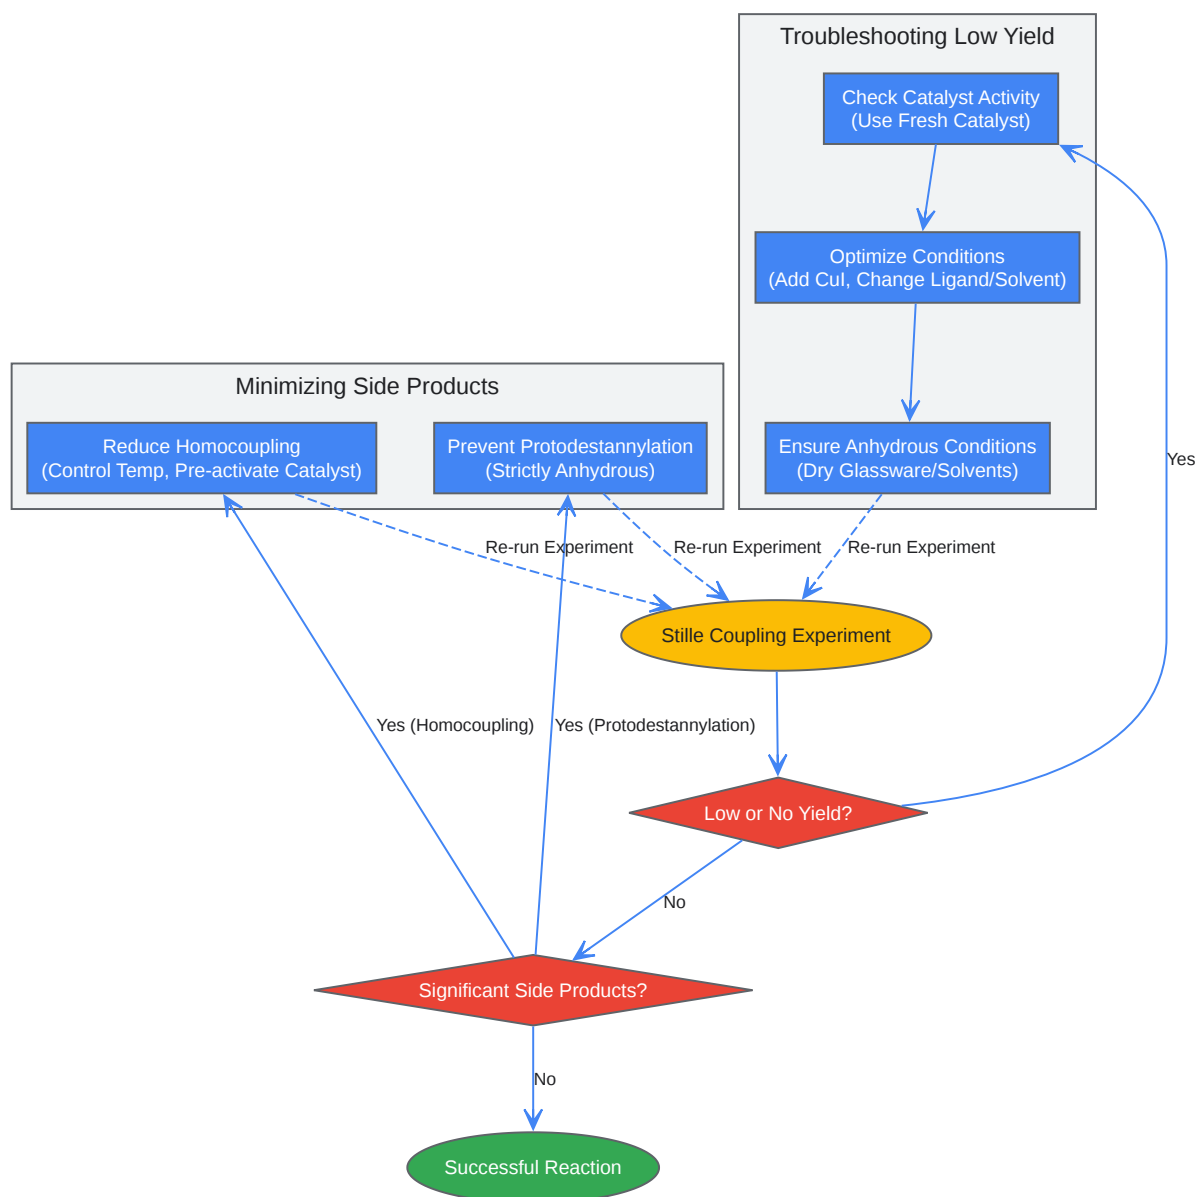 Troubleshooting Low Yield
Check Catalyst Activity
(Use Fresh Catalyst)
Optimize Conditions
(Add CuI, Change Ligand/Solvent)
Minimizing Side Products
Reduce Homocoupling
(Control Temp, Pre-activate Catalyst)
Prevent Protodestannylation
(Strictly Anhydrous)
Ensure Anhydrous Conditions
(Dry Glassware/Solvents)
Yes
Re-run Experiment
Re-run Experiment
Re-run Experiment
Stille Coupling Experiment
Yes (Homocoupling)
Yes (Protodestannylation)
Low or No Yield?
No
Significant Side Products?
No
Successful Reaction